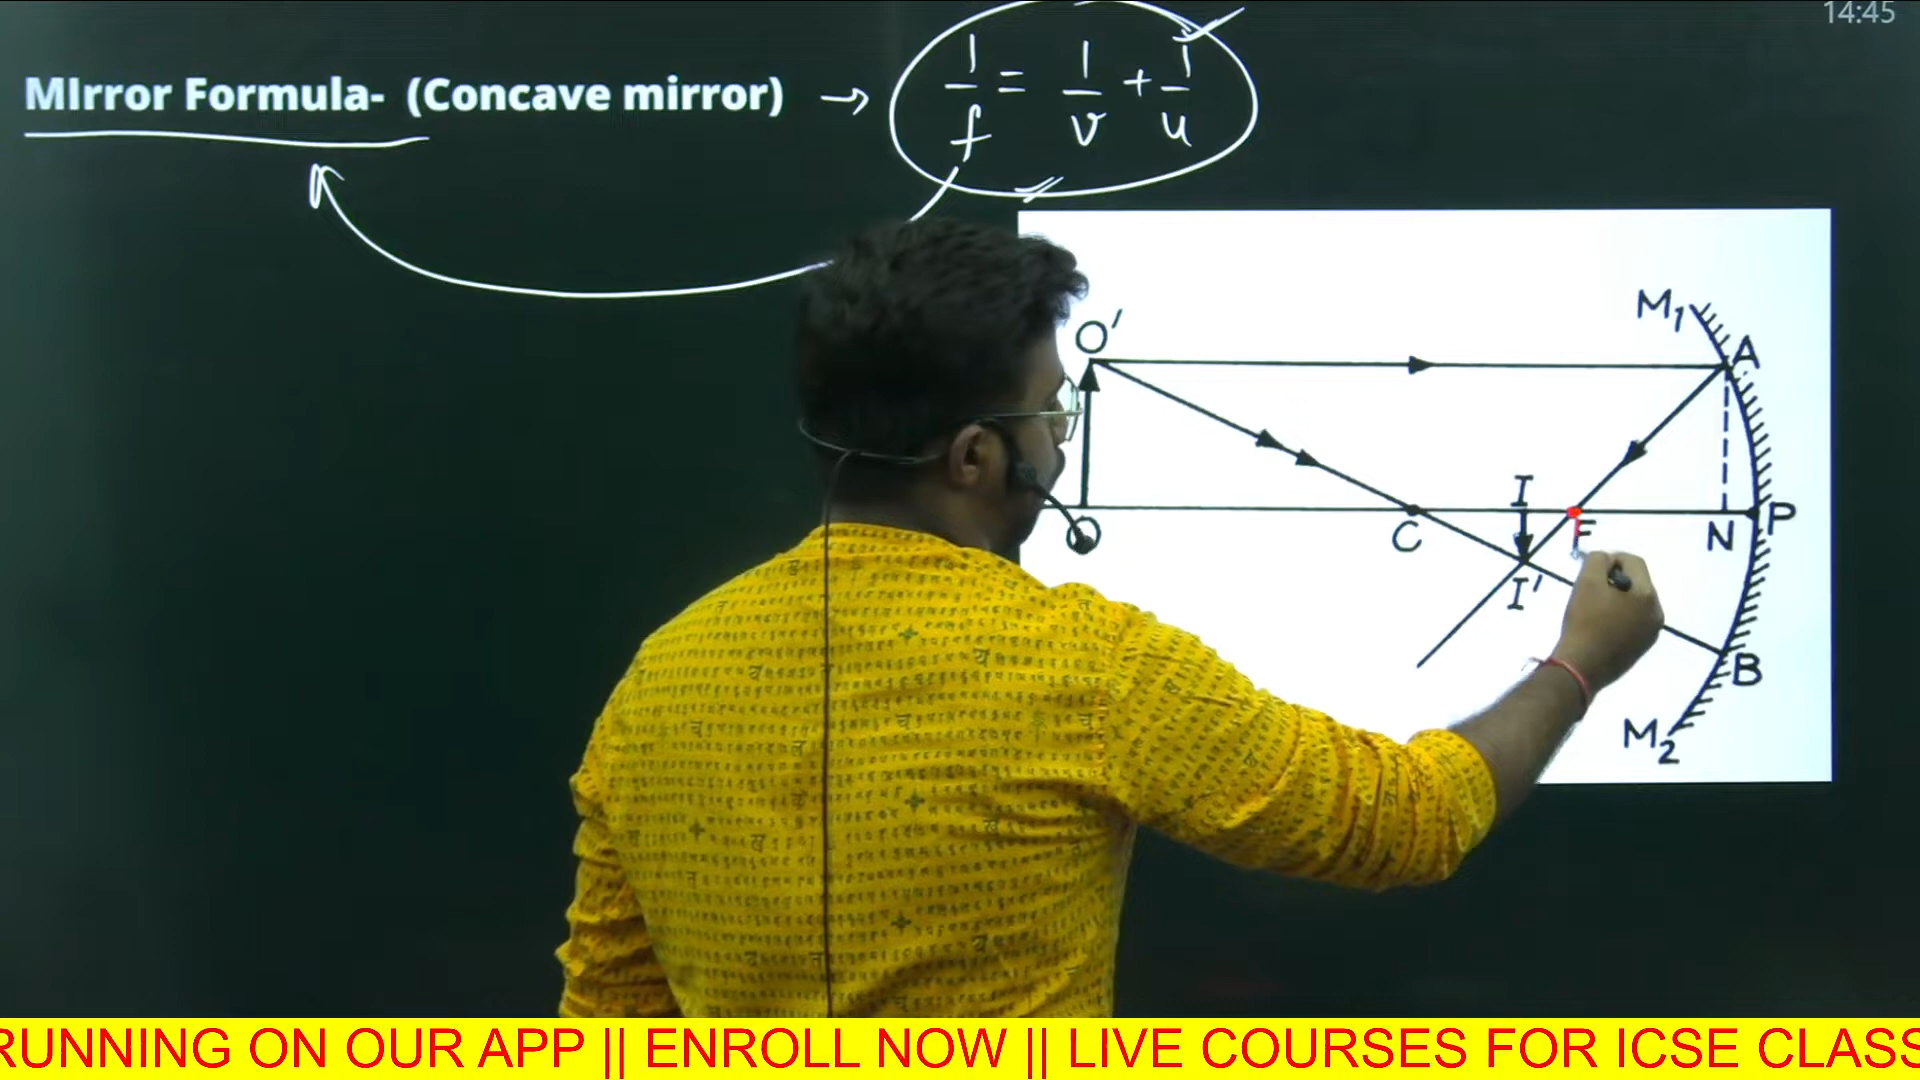 14:45
MIrror Formula- (Concave mirror) → 1/f = 1/v + 1/u
M1
O'
A
I
O
C
F
N
P
I'
B
M2
RUNNING ON OUR APP || ENROLL NOW || LIVE COURSES FOR ICSE CLASS